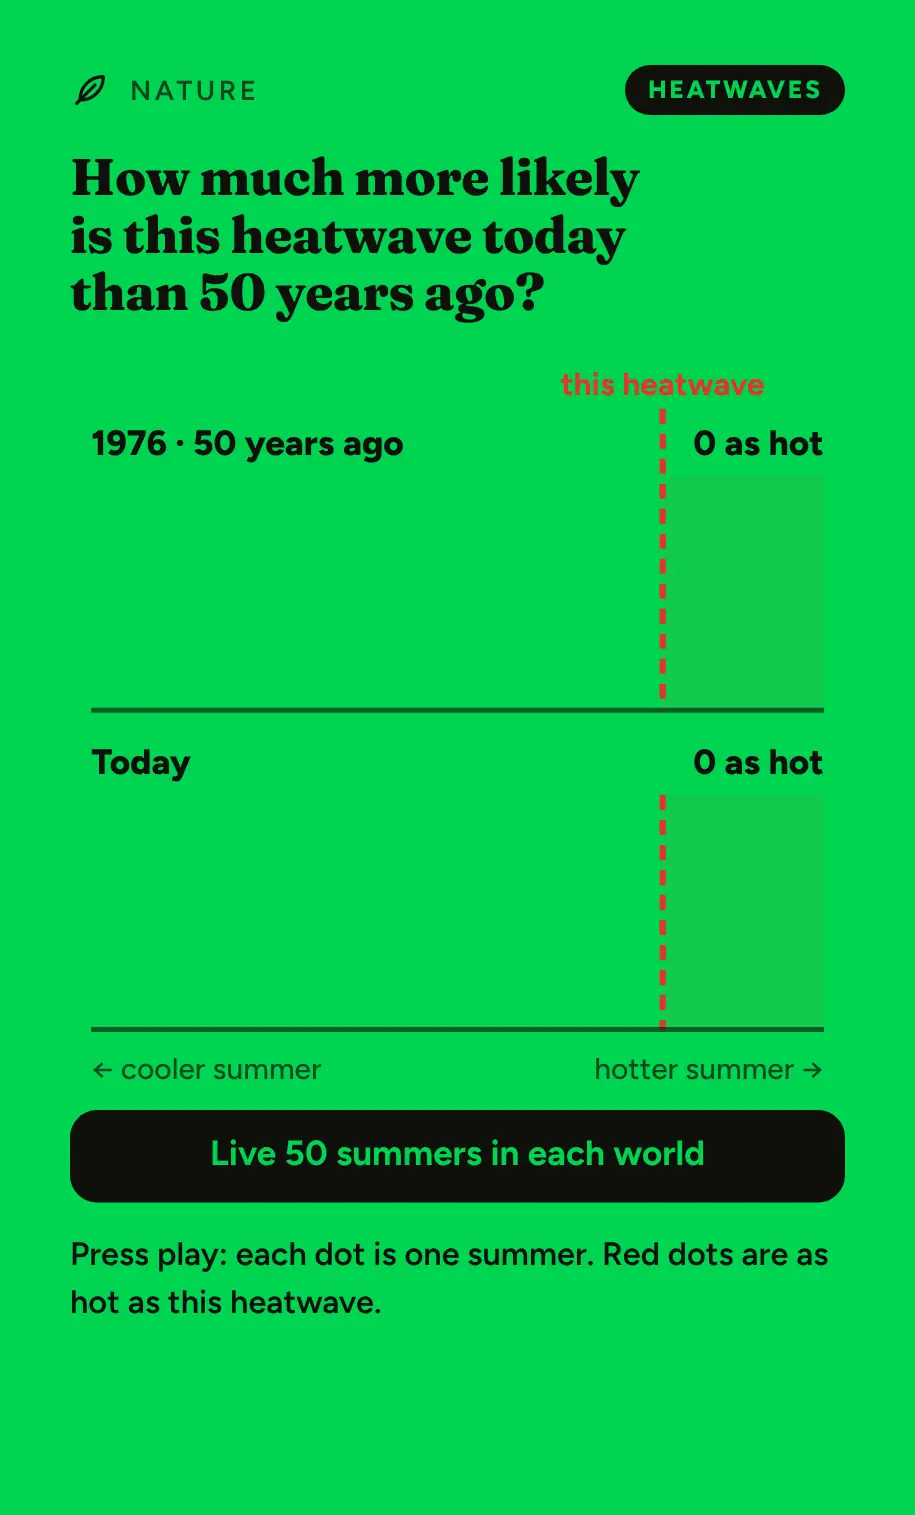 NATURE
HEATWAVES
How much more likely
is this heatwave today
than 50 years ago?
this heatwave
1976 · 50 years ago
0 as hot
Today
0 as hot
← cooler summer
hotter summer →
Live 50 summers in each world
Press play: each dot is one summer. Red dots are as
hot as this heatwave.